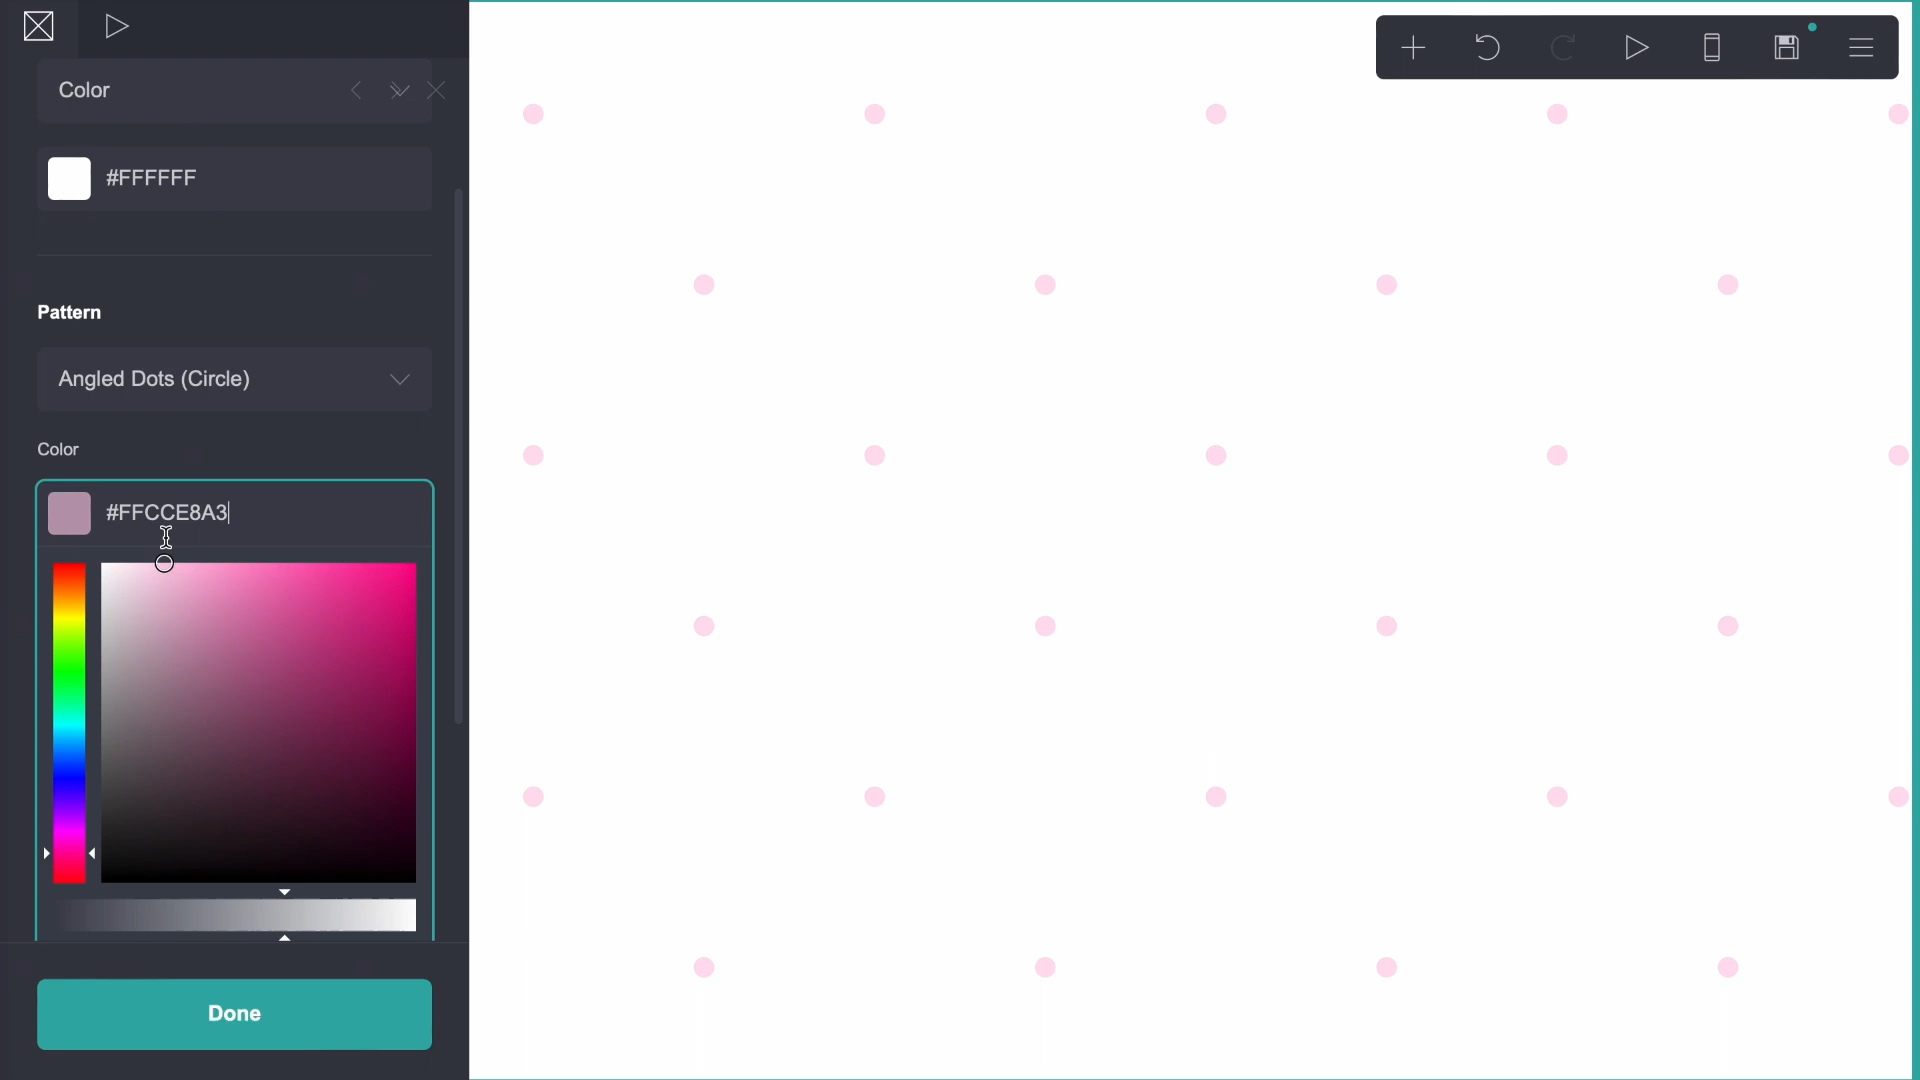 Color
#FFFFFF
Pattern
Angled Dots (Circle)
Color
#FFCCE8A3
Done